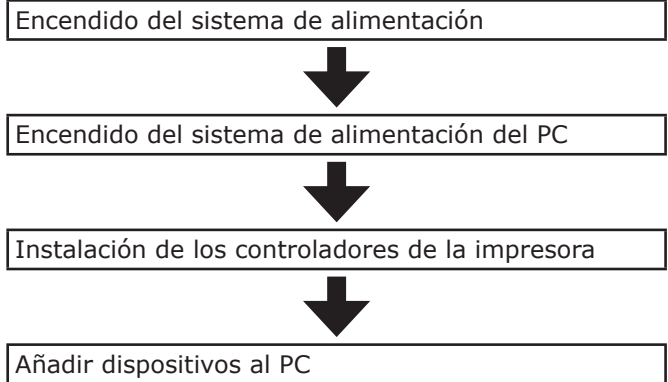 Encendido del sistema de alimentación
Encendido del sistema de alimentación del PC
Instalación de los controladores de la impresora
Añadir dispositivos al PC